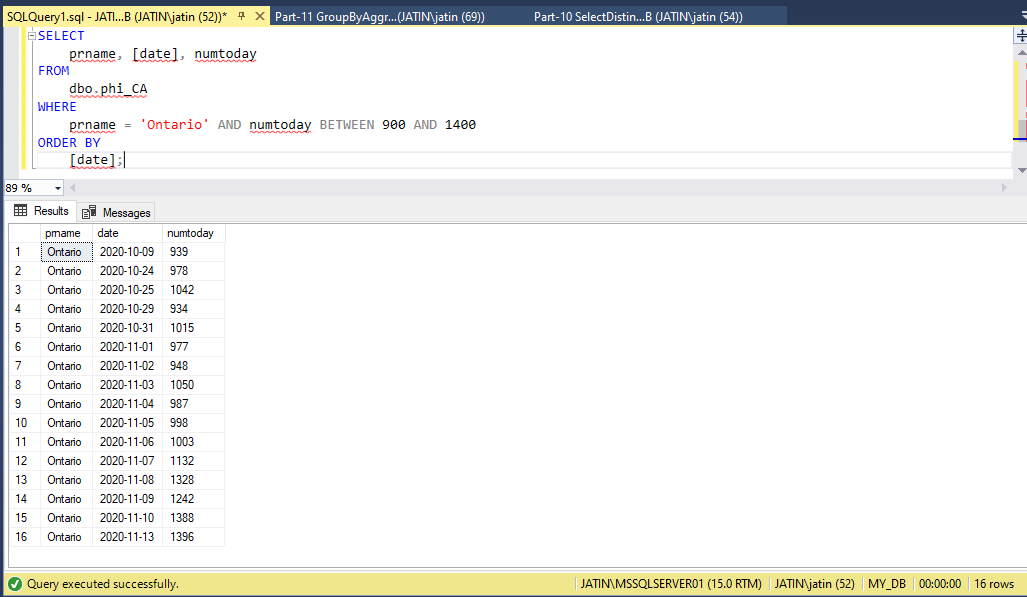 SQLQuery1.sql - JATI...B (JATIN\jatin (52))* Part-11 GroupByAggr...(JATIN\jatin (69)) Part-10 SelectDistin...B (JATIN\jatin (54))
SELECT
prname, [date], numtoday
FROM
dbo.phi_CA
WHERE
prname = 'Ontario' AND numtoday BETWEEN 900 AND 1400
ORDER BY
[date];
89 %
Results Messages
prname date numtoday
1 Ontario 2020-10-09 939
2 Ontario 2020-10-24 978
3 Ontario 2020-10-25 1042
4 Ontario 2020-10-29 934
5 Ontario 2020-10-31 1015
6 Ontario 2020-11-01 977
7 Ontario 2020-11-02 948
8 Ontario 2020-11-03 1050
9 Ontario 2020-11-04 987
10 Ontario 2020-11-05 998
11 Ontario 2020-11-06 1003
12 Ontario 2020-11-07 1132
13 Ontario 2020-11-08 1328
14 Ontario 2020-11-09 1242
15 Ontario 2020-11-10 1388
16 Ontario 2020-11-13 1396
Query executed successfully. JATIN\MSSQLSERVER01 (15.0 RTM) JATIN\jatin (52) MY_DB 00:00:00 16 rows